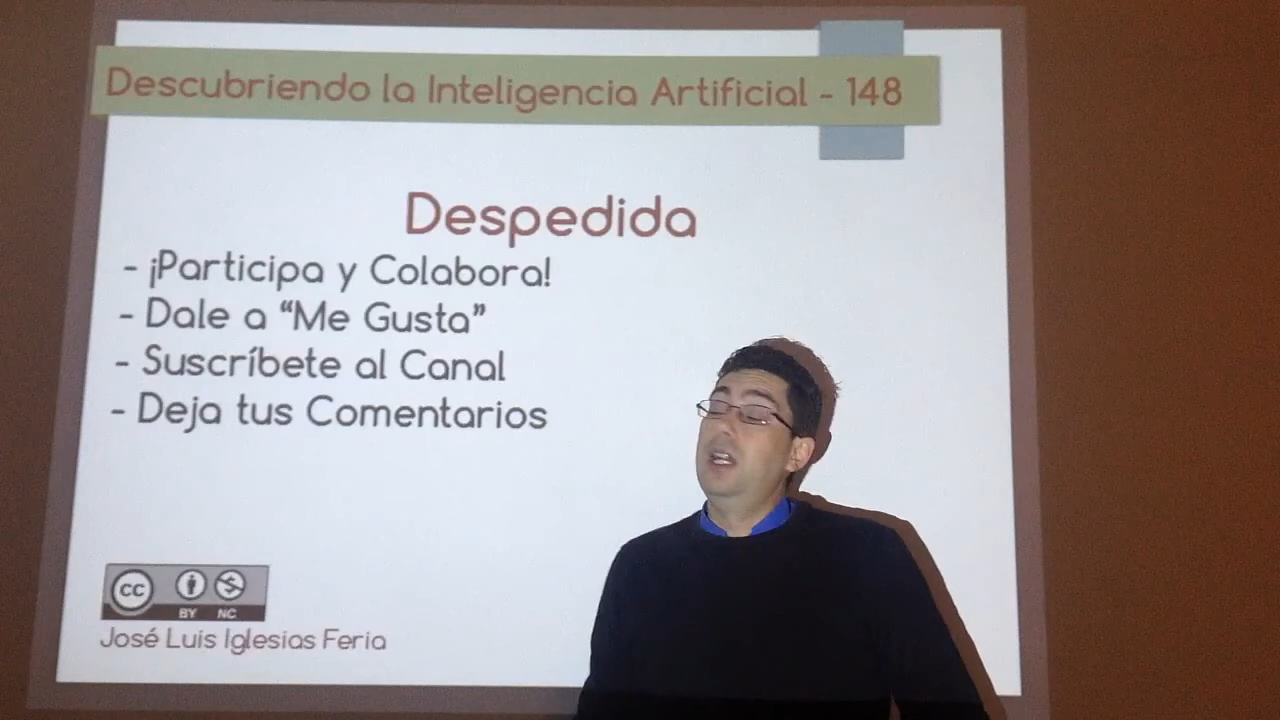 Descubriendo la Inteligencia Artificial - 148
Despedida
- ¡Participa y Colabora!
- Dale a “Me Gusta”
- Suscríbete al Canal
- Deja tus Comentarios
cc
BY NC
José Luis Iglesias Feria